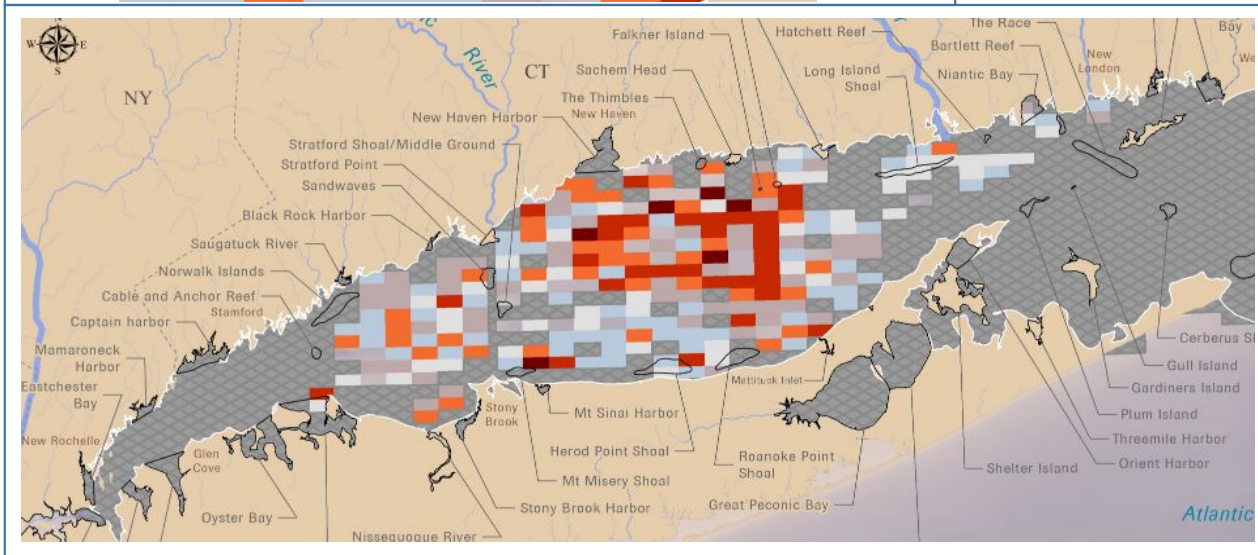 N
W E
S
NY
CT
River
Falkner Island
Hatchett Reef
The Race
Bay
Sachem Head
Bartlett Reef
New
London
Long Island
Shoal
Niantic Bay
The Thimbles
New Haven
New Haven Harbor
Stratford Shoal/Middle Ground
Stratford Point
Sandwaves
Black Rock Harbor
Saugatuck River
Norwalk Islands
Cable and Anchor Reef
Stamford
Captain harbor
Mamaroneck
Harbor
Eastchester
Bay
New Rochelle
Glen
Cove
Oyster Bay
Nissequogue River
Stony Brook Harbor
Stony
Brook
Mt Sinai Harbor
Mt Misery Shoal
Herod Point Shoal
Roanoke Point
Shoal
Mattituck Inlet
Great Peconic Bay
Shelter Island
Orient Harbor
Threemile Harbor
Plum Island
Gardiners Island
Gull Island
Cerberus
Atlantic